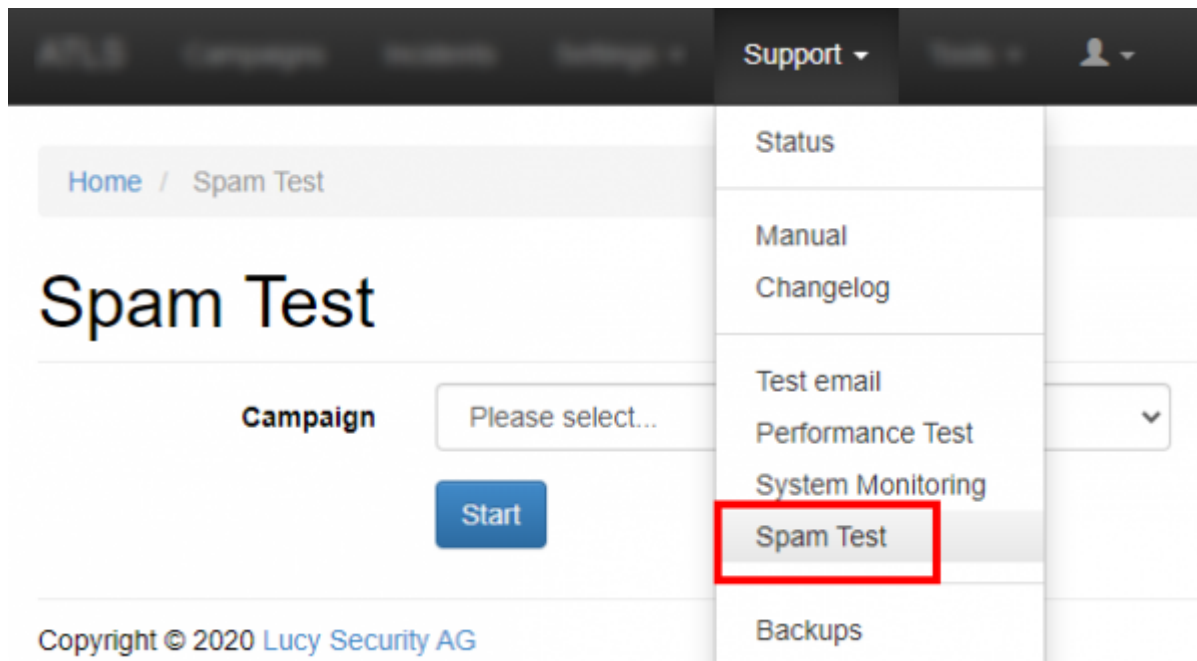 Support
Status
Home / Spam Test
Manual
Changelog
Spam Test
Test email
Campaign
Please select...
Performance Test
System Monitoring
Start
Spam Test
Backups
Copyright © 2020 Lucy Security AG